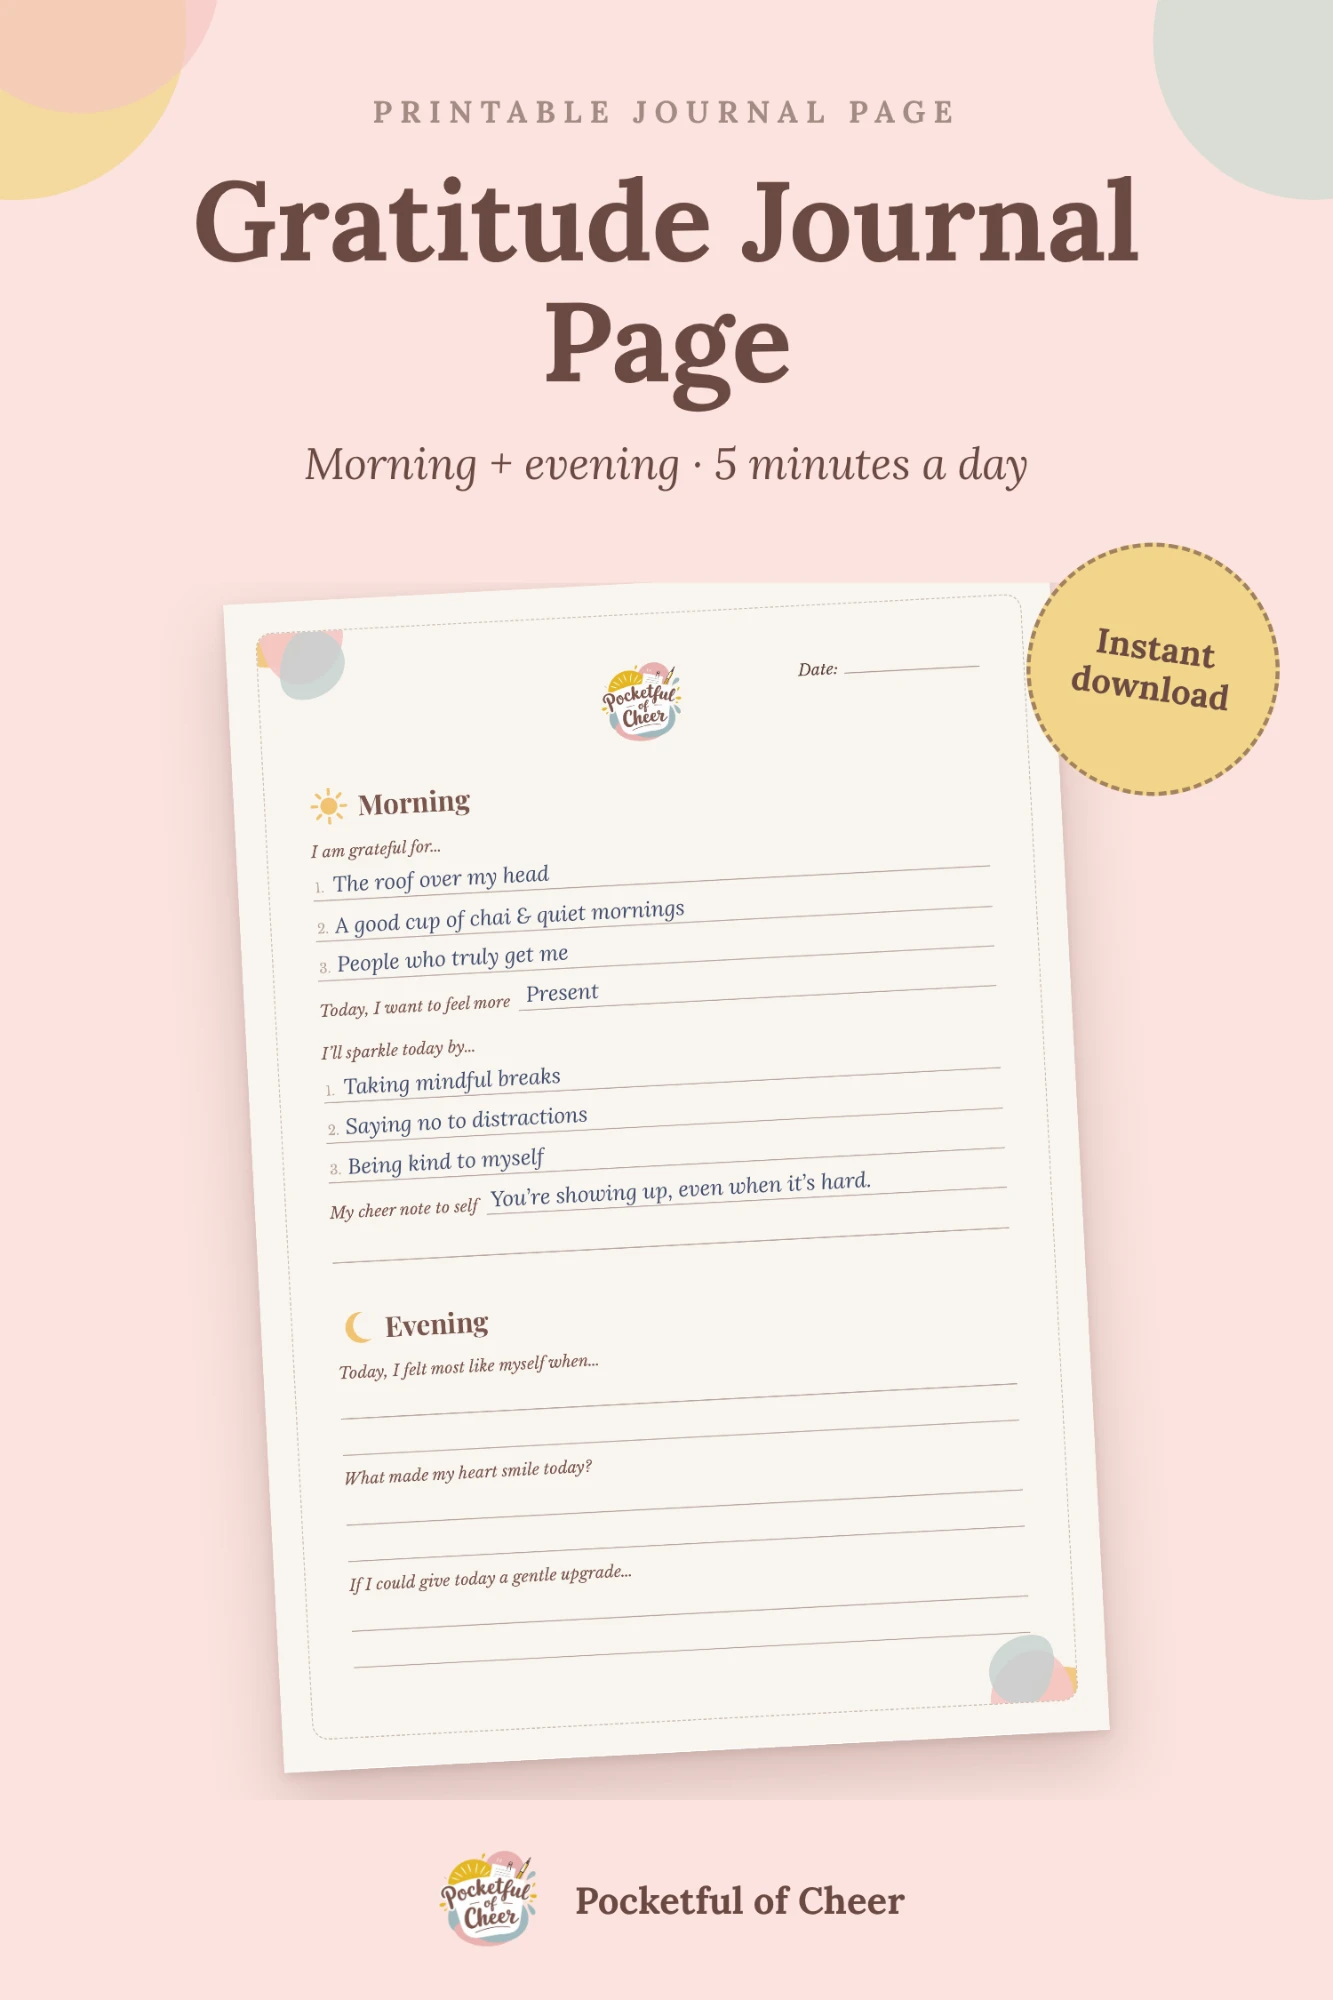 PRINTABLE JOURNAL PAGE
Gratitude Journal
Page
Morning + evening · 5 minutes a day
Instant
download
Pocketful
of
Cheer
Date:
Morning
I am grateful for...
1. The roof over my head
2. A good cup of chai & quiet mornings
3. People who truly get me
Today, I want to feel more Present
I'll sparkle today by...
1. Taking mindful breaks
2. Saying no to distractions
3. Being kind to myself
My cheer note to self You're showing up, even when it's hard.
Evening
Today, I felt most like myself when...
What made my heart smile today?
If I could give today a gentle upgrade...
Pocketful
of
Cheer
Pocketful of Cheer